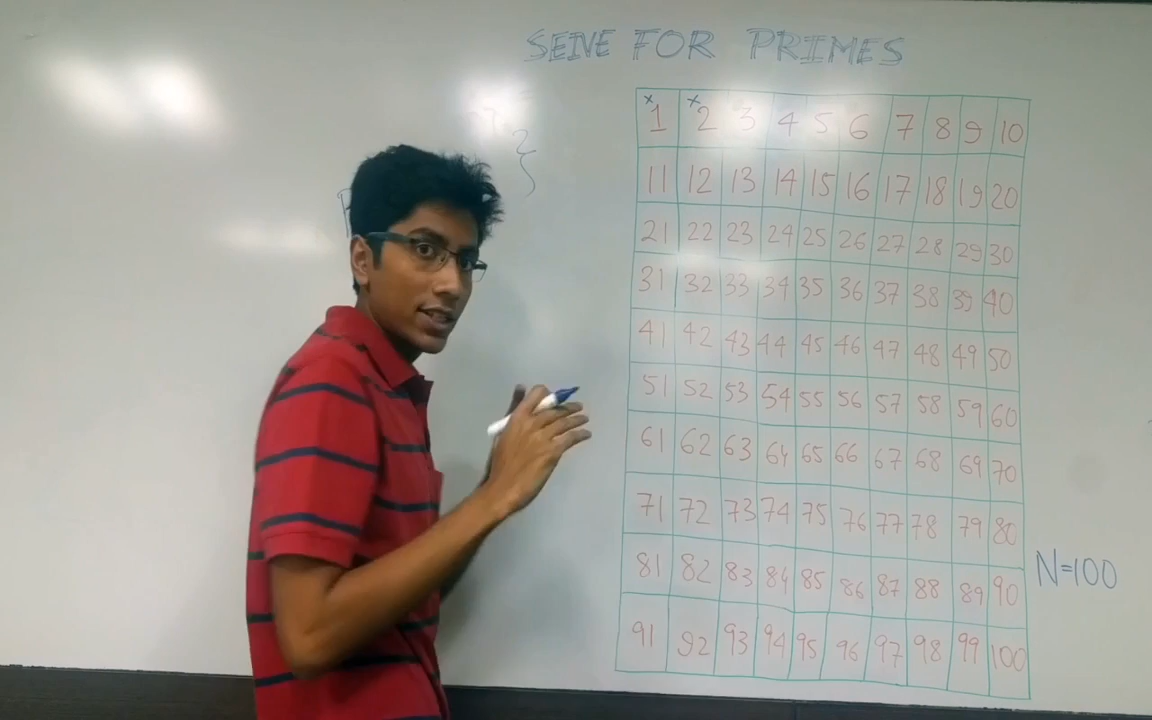 SEIVE FOR PRIMES
x1 x2 3 4 5 6 7 8 9 10
11 12 13 14 15 16 17 18 19 20
21 22 23 24 25 26 27 28 29 30
31 32 33 34 35 36 37 38 39 40
41 42 43 44 45 46 47 48 49 50
51 52 53 54 55 56 57 58 59 60
61 62 63 64 65 66 67 68 69 70
71 72 73 74 75 76 77 78 79 80
81 82 83 84 85 86 87 88 89 90
91 92 93 94 95 96 97 98 99 100
N=100